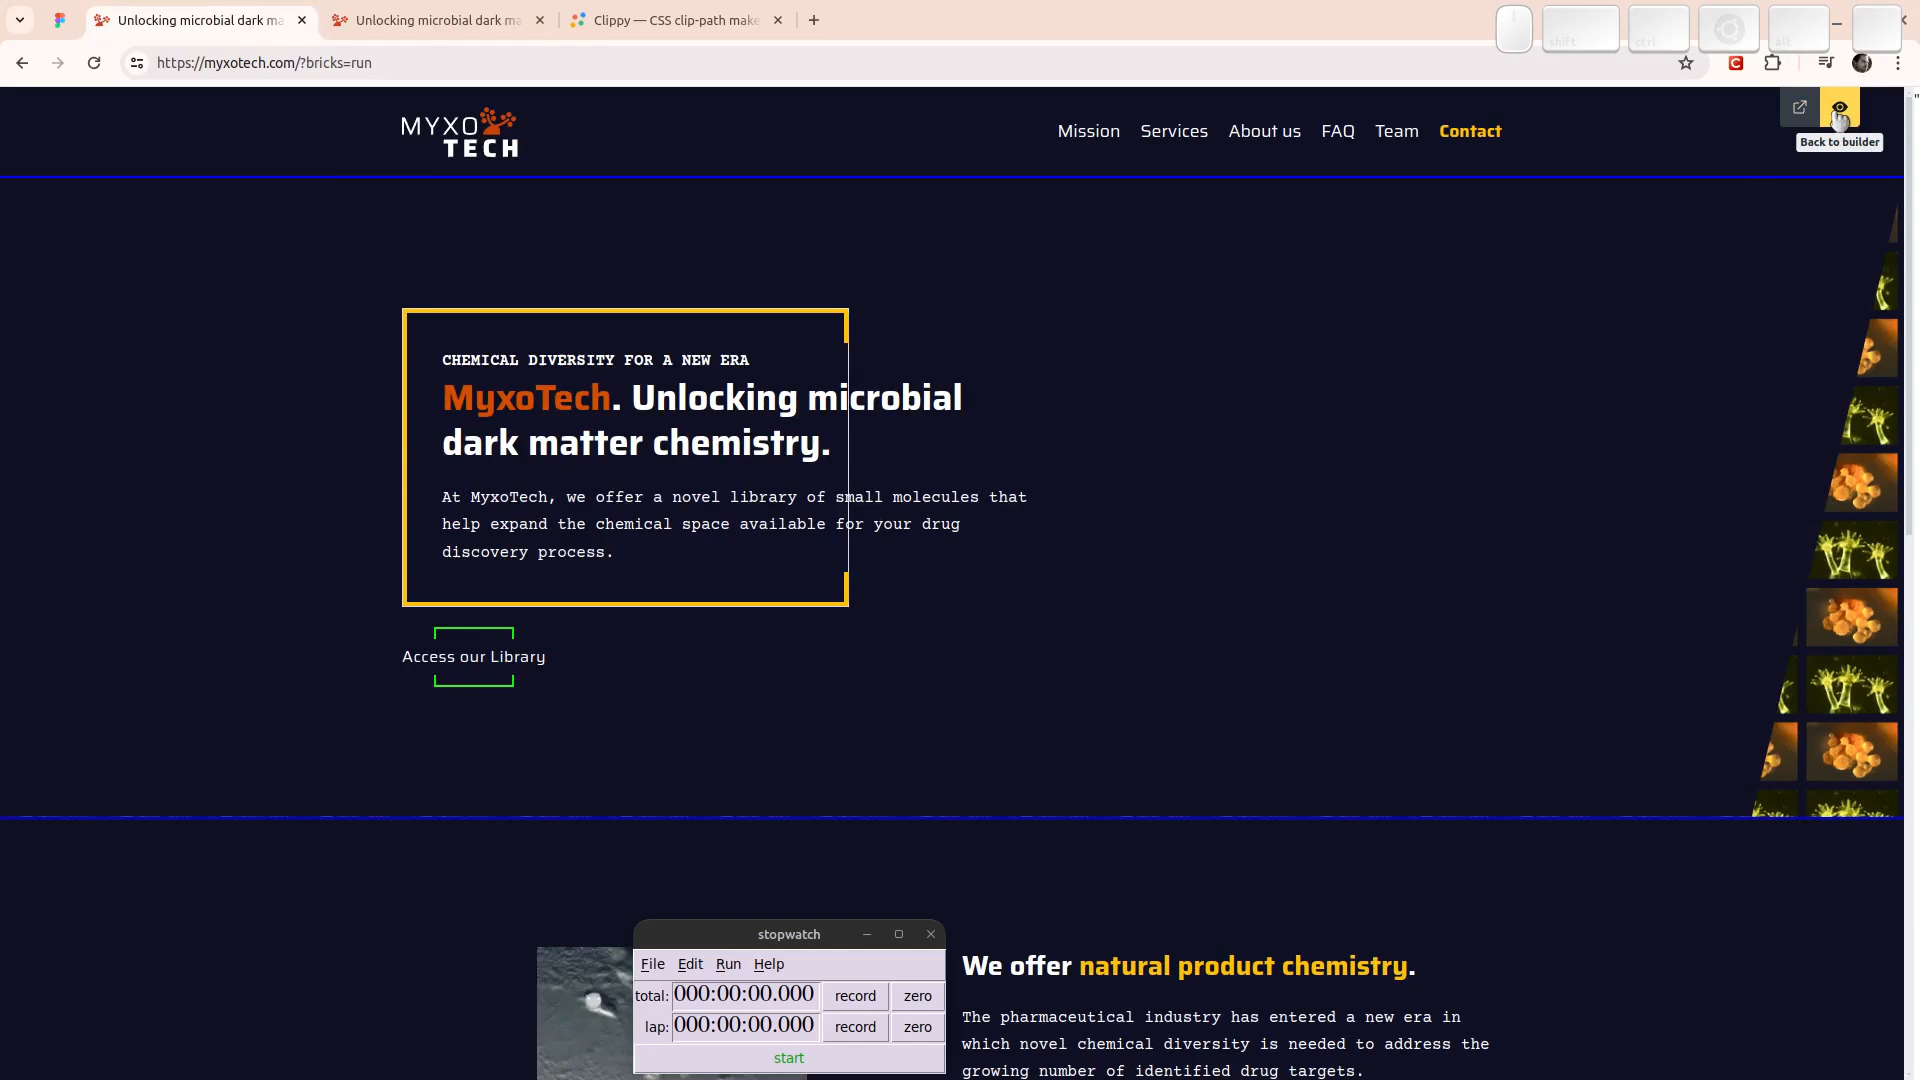 Unlocking microbial dark ma
Unlocking microbial dark ma
Clippy — CSS clip-path make
shift
ctrl
alt
https://myxotech.com/?bricks=run
MYXO
TECH
Mission
Services
About us
FAQ
Team
Contact
Back to builder
CHEMICAL DIVERSITY FOR A NEW ERA
MyxoTech. Unlocking microbial
dark matter chemistry.
At MyxoTech, we offer a novel library of small molecules that
help expand the chemical space available for your drug
discovery process.
Access our Library
stopwatch
File Edit Run Help
total: 000:00:00.000 record zero
lap: 000:00:00.000 record zero
start
We offer natural product chemistry.
The pharmaceutical industry has entered a new era in
which novel chemical diversity is needed to address the
growing number of identified drug targets.